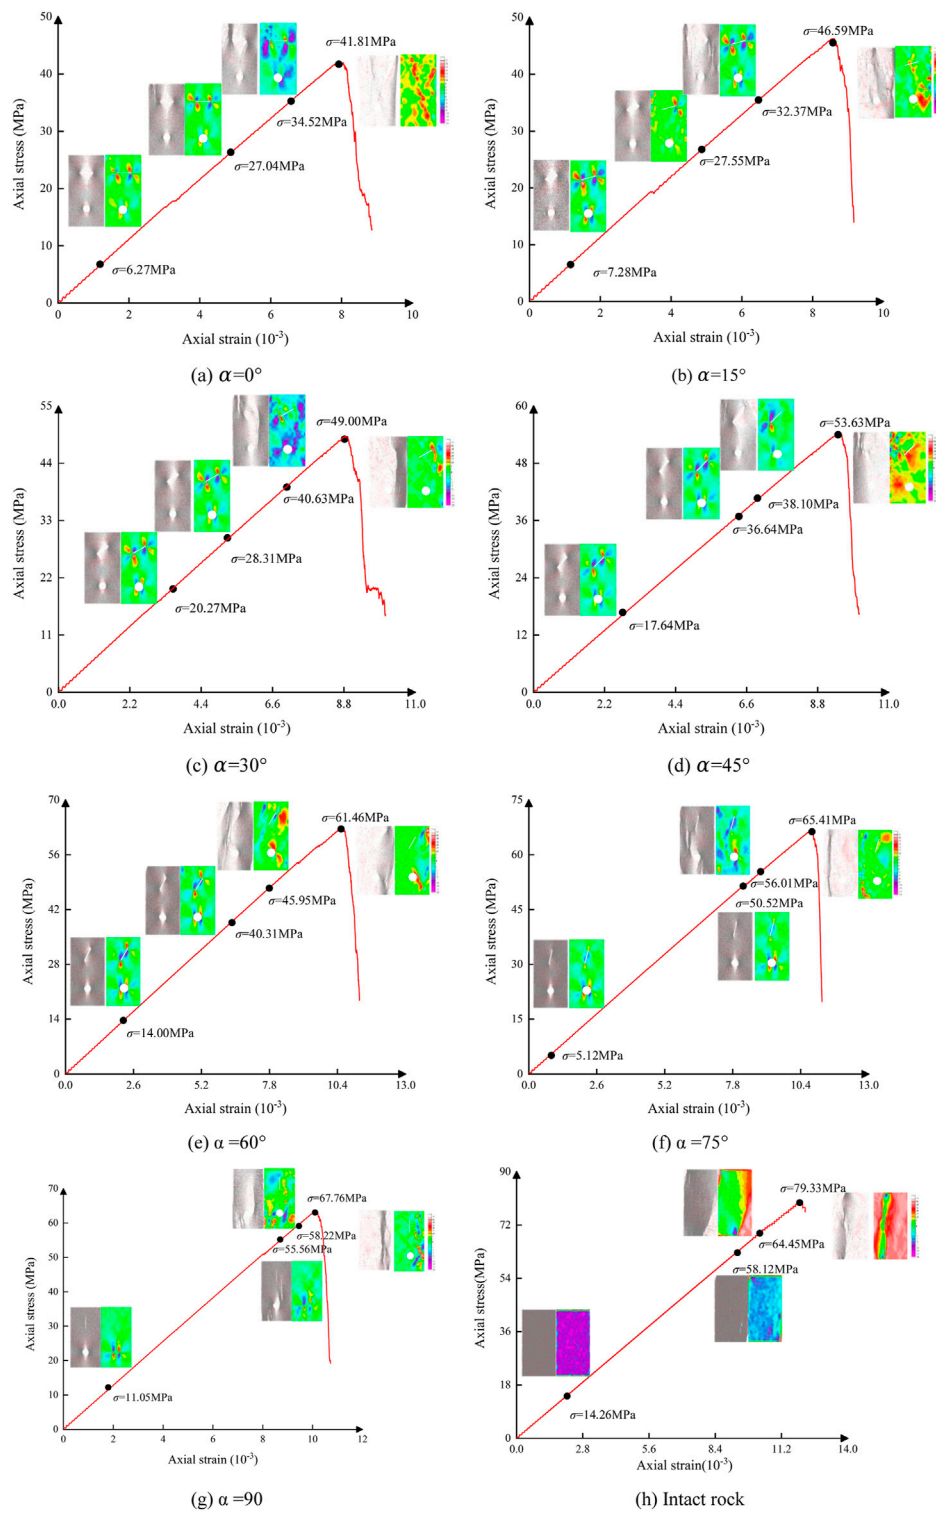 Axial stress (MPa)
50
40
30
20
10
0
σ=41.81MPa
σ=34.52MPa
σ=27.04MPa
σ=6.27MPa
0 2 4 6 8 10
Axial strain (10-3)
(a) α=0°
Axial stress (MPa)
50
40
30
20
10
0
σ=46.59MPa
σ=32.37MPa
σ=27.55MPa
σ=7.28MPa
0 2 4 6 8 10
Axial strain (10-3)
(b) α=15°
Axial stress (MPa)
55
44
33
22
11
0
σ=49.00MPa
σ=40.63MPa
σ=28.31MPa
σ=20.27MPa
0.0 2.2 4.4 6.6 8.8 11.0
Axial strain (10-3)
(c) α=30°
Axial stress (MPa)
60
48
36
24
12
0
σ=53.63MPa
σ=38.10MPa
σ=36.64MPa
σ=17.64MPa
0.0 2.2 4.4 6.6 8.8 11.0
Axial strain (10-3)
(d) α=45°
Axial stress (MPa)
70
56
42
28
14
0
σ=61.46MPa
σ=45.95MPa
σ=40.31MPa
σ=14.00MPa
0.0 2.6 5.2 7.8 10.4 13.0
Axial strain (10-3)
(e) α =60°
Axial stress (MPa)
75
60
45
30
15
0
σ=65.41MPa
σ=56.01MPa
σ=50.52MPa
σ=5.12MPa
0.0 2.6 5.2 7.8 10.4 13.0
Axial strain (10-3)
(f) α =75°
Axial stress (MPa)
70
60
50
40
30
20
10
0
σ=67.76MPa
σ=58.22MPa
σ=55.56MPa
σ=11.05MPa
0 2 4 6 8 10 12
Axial strain (10-3)
(g) α =90
Axial stress(MPa)
90
72
54
36
18
0
σ=79.33MPa
σ=64.45MPa
σ=58.12MPa
σ=14.26MPa
0.0 2.8 5.6 8.4 11.2 14.0
Axial strain(10-3)
(h) Intact rock